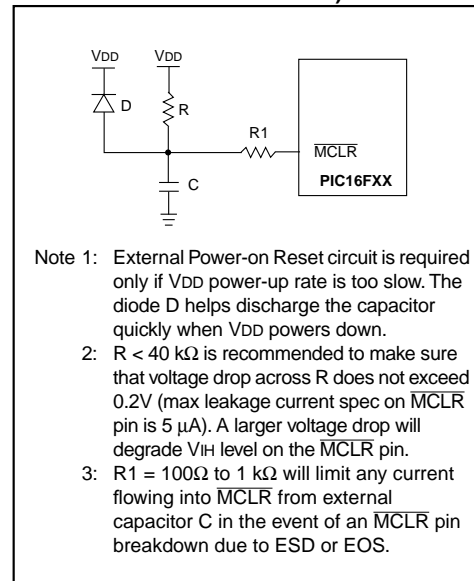 VDD VDD
D
R
R1
MCLR
C
PIC16FXX
Note 1: External Power-on Reset circuit is required
only if VDD power-up rate is too slow. The
diode D helps discharge the capacitor
quickly when VDD powers down.
2: R < 40 kΩ is recommended to make sure
that voltage drop across R does not exceed
0.2V (max leakage current spec on MCLR
pin is 5 μA). A larger voltage drop will
degrade VIH level on the MCLR pin.
3: R1 = 100Ω to 1 kΩ will limit any current
flowing into MCLR from external
capacitor C in the event of an MCLR pin
breakdown due to ESD or EOS.